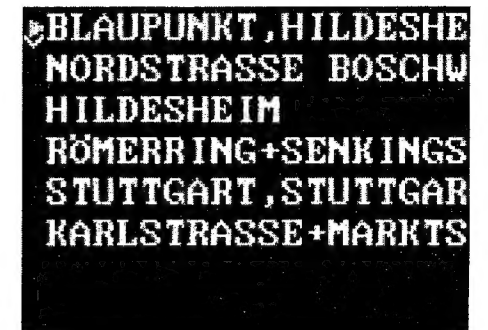 BLAUPUNKT,HILDESHE
NORDSTRASSE BOSCHW
HILDESHEIM
RÖMERRING+SENKINGS
STUTTGART,STUTTGAR
KARLSTRASSE+MARKTS